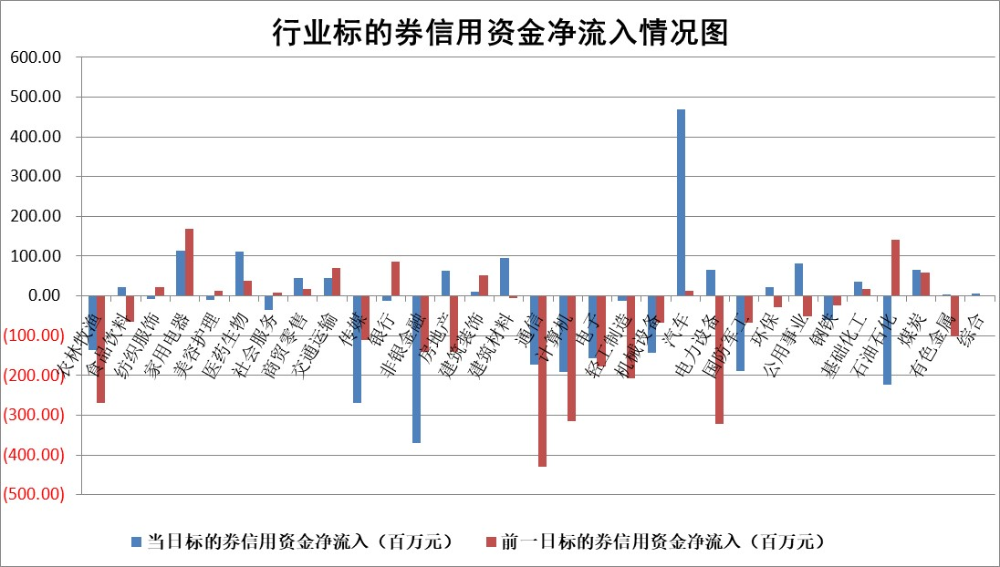 行业标的券信用资金净流入情况图
600.00
500.00
400.00
300.00
200.00
100.00
0.00
(100.00)
(200.00)
(300.00)
(400.00)
(500.00)
农林牧渔
食品饮料
纺织服饰
家用电器
美容护理
医药生物
社会服务
商贸零售
交通运输
传媒
银行
非银金融
房地产
建筑装饰
建筑材料
通信
计算机
电子
轻工制造
机械设备
汽车
电力设备
国防军工
环保
公用事业
钢铁
基础化工
石油石化
煤炭
有色金属
综合
当日标的券信用资金净流入（百万元）
前一日标的券信用资金净流入（百万元）